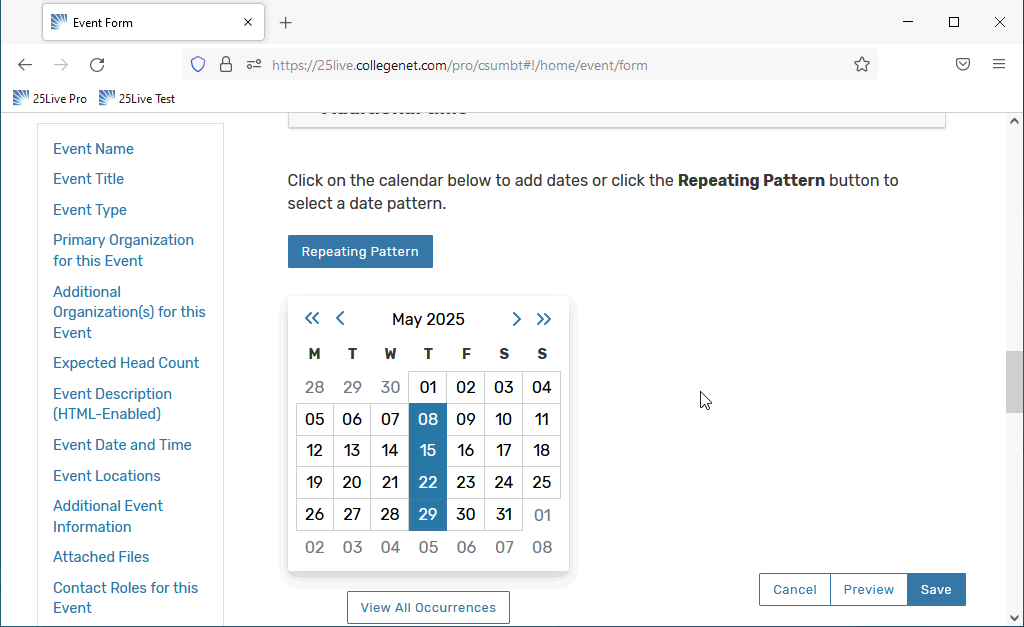 Event Form
https://25live.collegenet.com/pro/csumbt#!/home/event/form
25Live Pro 25Live Test
Event Name
Event Title
Event Type
Primary Organization
for this Event
Additional
Organization(s) for this
Event
Expected Head Count
Event Description
(HTML-Enabled)
Event Date and Time
Event Locations
Additional Event
Information
Attached Files
Contact Roles for this
Event
Additional time
Click on the calendar below to add dates or click the Repeating Pattern button to
select a date pattern.
Repeating Pattern
May 2025
M T W T F S S
28 29 30 01 02 03 04
05 06 07 08 09 10 11
12 13 14 15 16 17 18
19 20 21 22 23 24 25
26 27 28 29 30 31 01
02 03 04 05 06 07 08
View All Occurrences
Cancel Preview Save